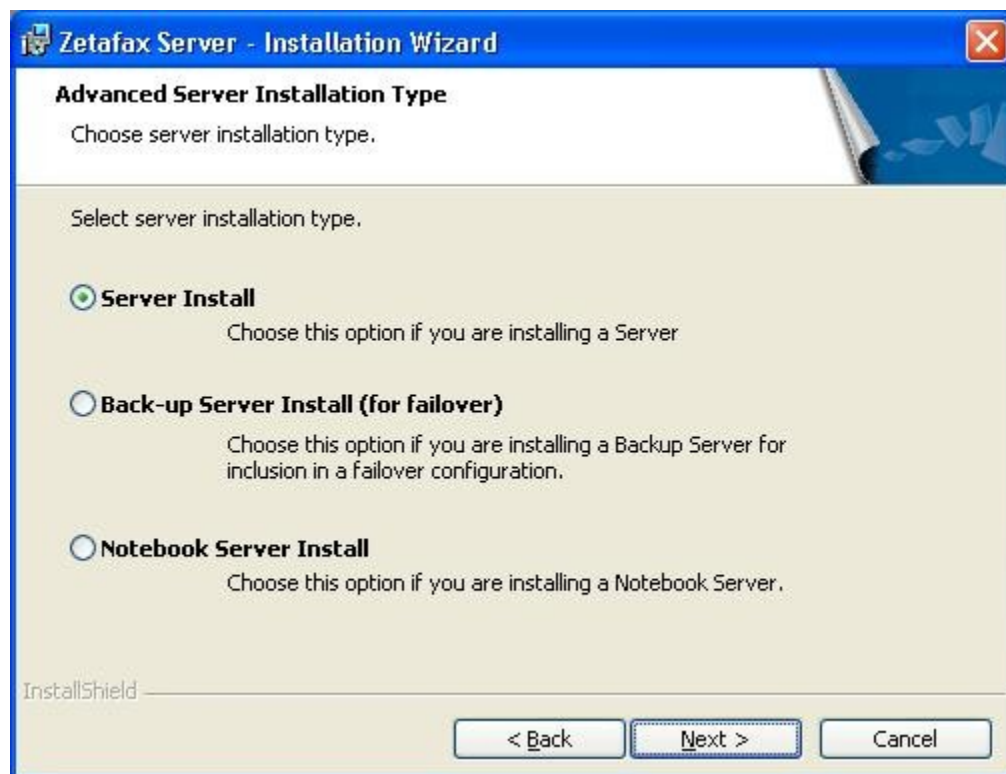 Zetafax Server - Installation Wizard
Advanced Server Installation Type
Choose server installation type.
Select server installation type.
Server Install
Choose this option if you are installing a Server
Back-up Server Install (for failover)
Choose this option if you are installing a Backup Server for
inclusion in a failover configuration.
Notebook Server Install
Choose this option if you are installing a Notebook Server.
InstallShield
< Back
Next >
Cancel